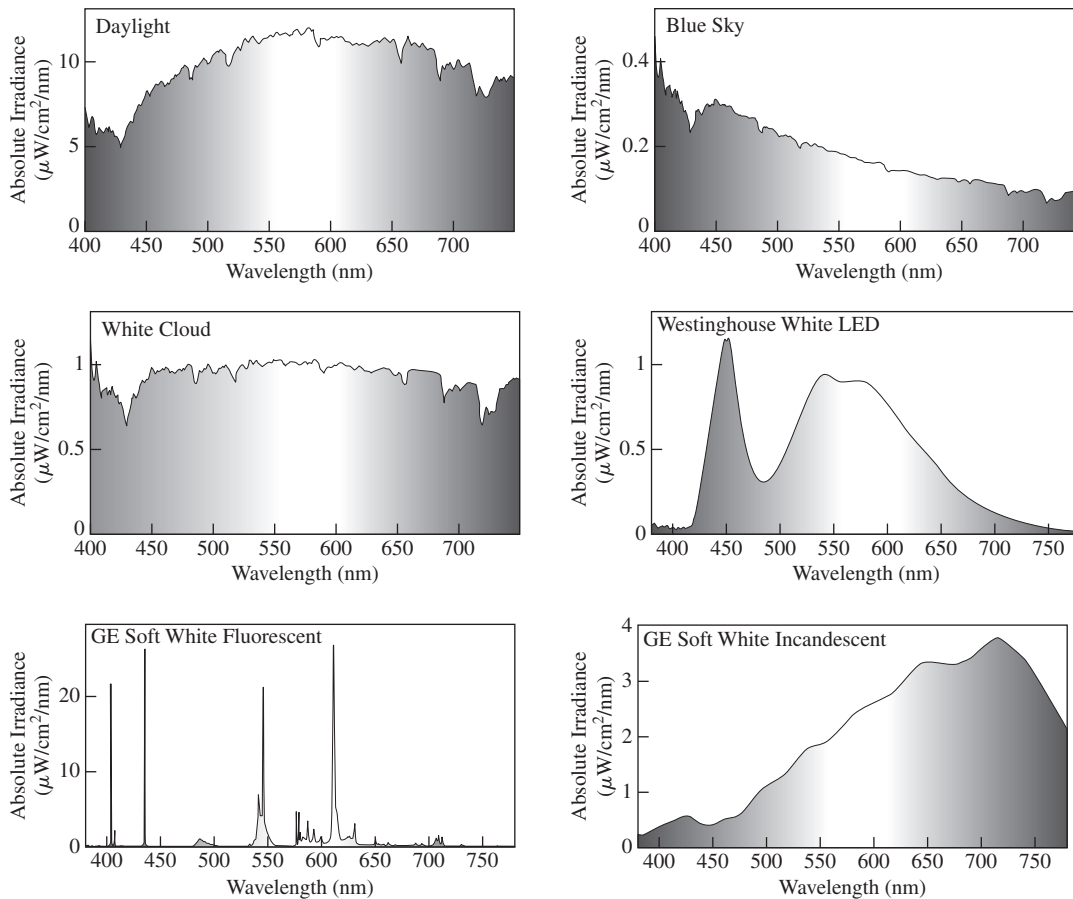 Daylight
Absolute Irradiance
(μW/cm²/nm)
10
5
0
400 450 500 550 600 650 700
Wavelength (nm)
Blue Sky
Absolute Irradiance
(μW/cm²/nm)
0.4
0.2
0
400 450 500 550 600 650 700
Wavelength (nm)
White Cloud
Absolute Irradiance
(μW/cm²/nm)
1
0.5
0
400 450 500 550 600 650 700
Wavelength (nm)
Westinghouse White LED
Absolute Irradiance
(μW/cm²/nm)
1
0.5
0
400 450 500 550 600 650 700 750
Wavelength (nm)
GE Soft White Fluorescent
Absolute Irradiance
(μW/cm²/nm)
20
10
0
400 450 500 550 600 650 700 750
Wavelength (nm)
GE Soft White Incandescent
Absolute Irradiance
(μW/cm²/nm)
4
3
2
1
0
400 450 500 550 600 650 700 750
Wavelength (nm)